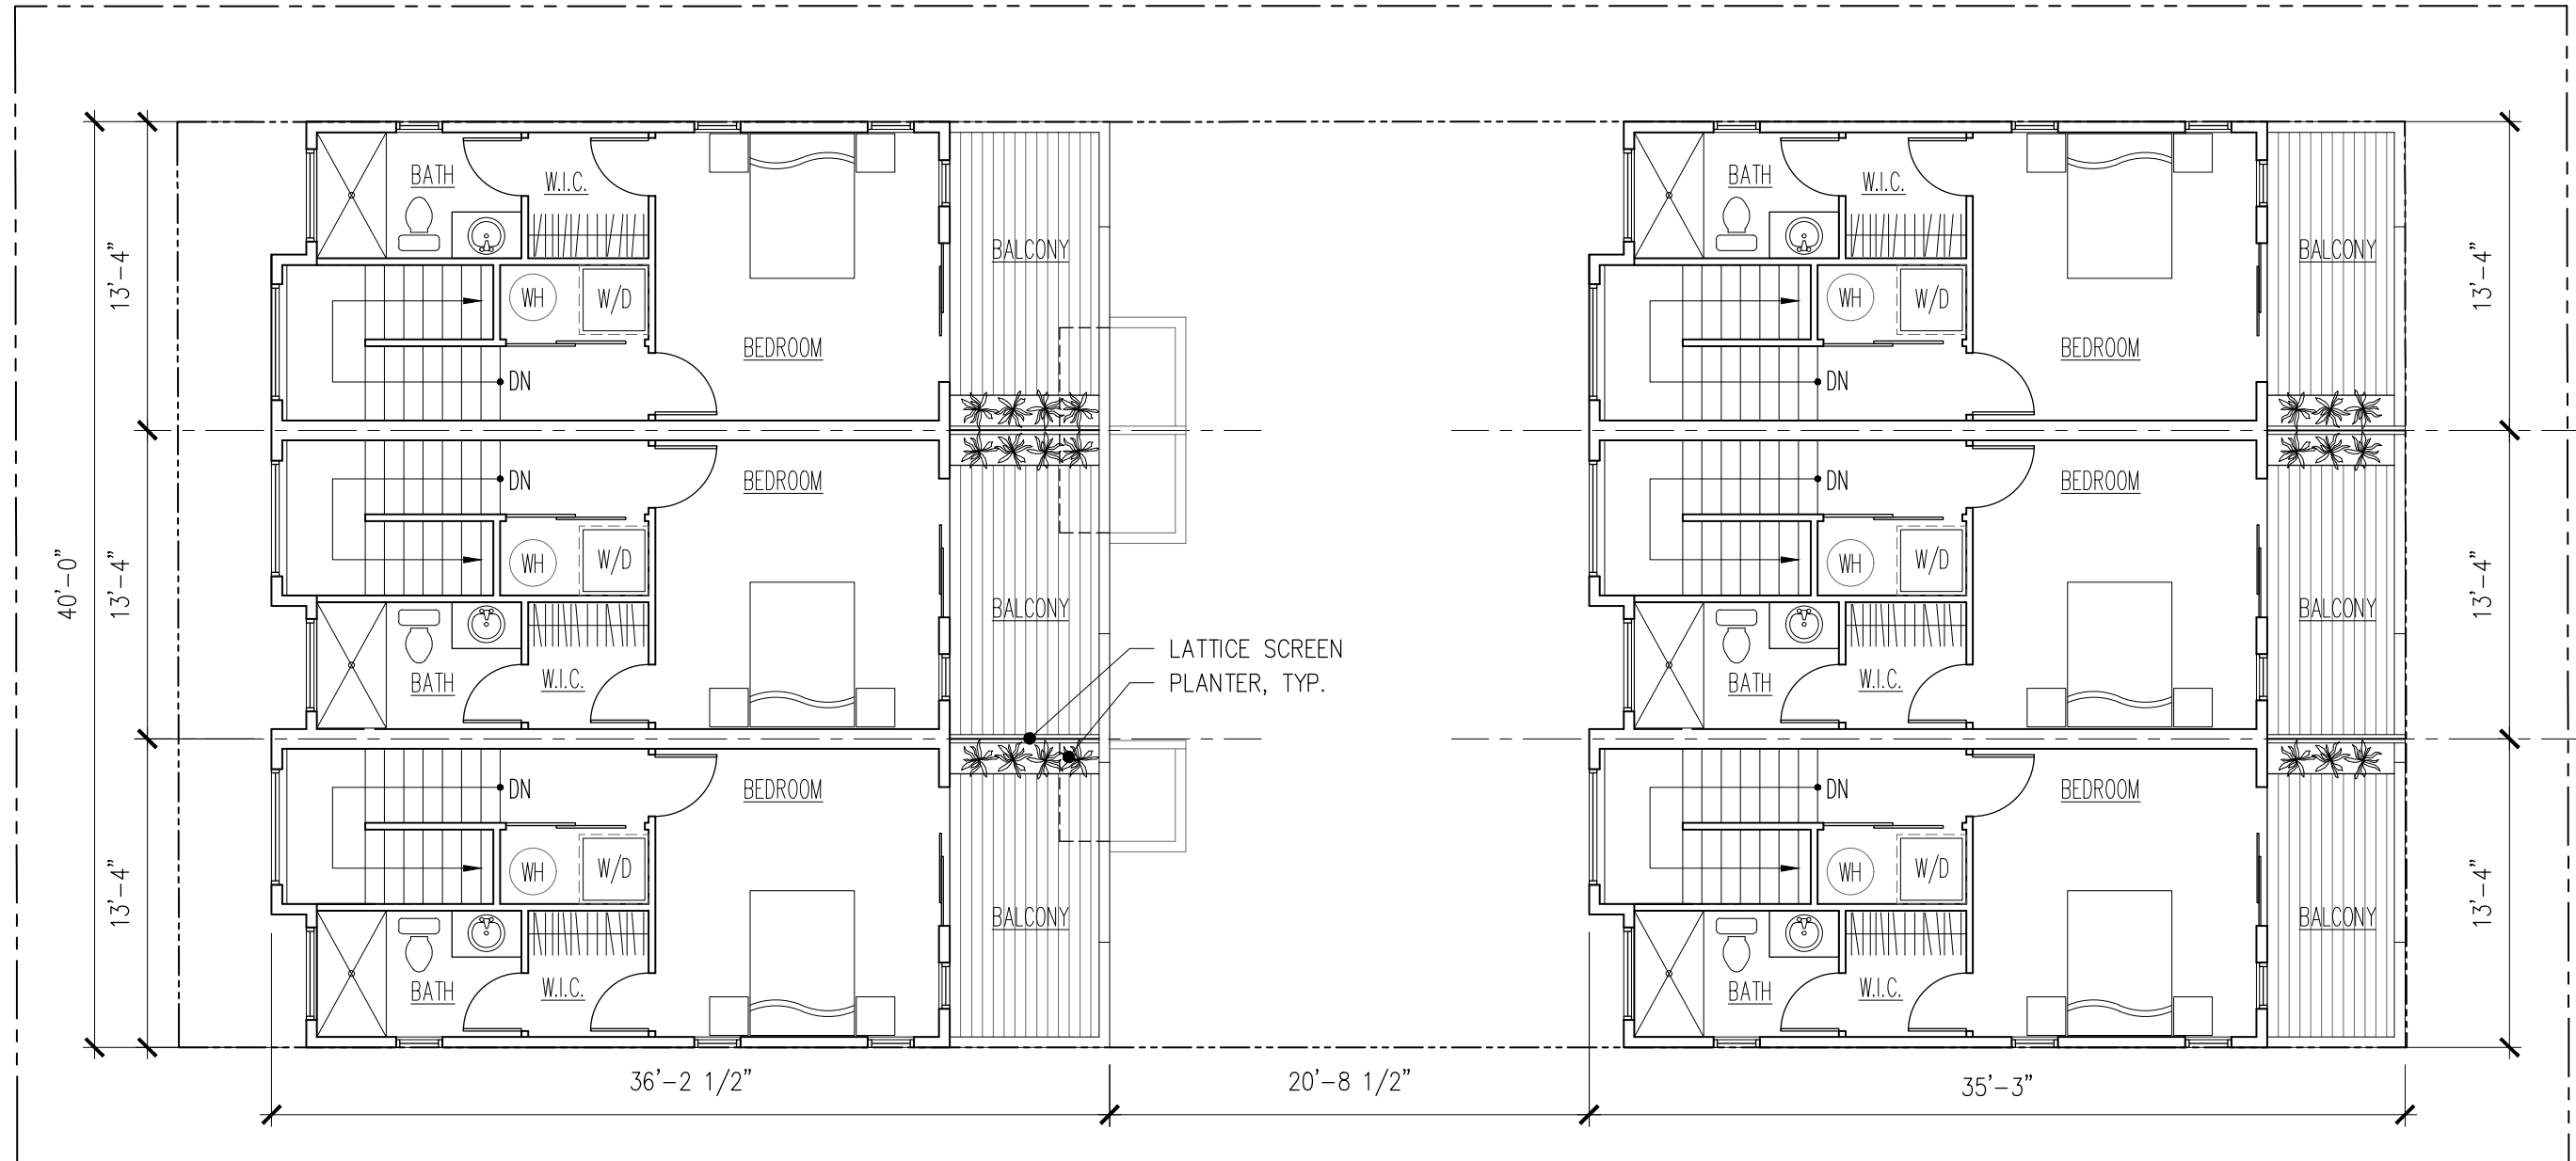 BATH
W.I.C.
BALCONY
13'-4"
WH
W/D
BEDROOM
DN
DN
BEDROOM
WH
W/D
40'-0"
13'-4"
BALCONY
LATTICE SCREEN
PLANTER, TYP.
BATH
W.I.C.
DN
BEDROOM
WH
W/D
13'-4"
BALCONY
BATH
W.I.C.
BATH
W.I.C.
BALCONY
13'-4"
WH
W/D
BEDROOM
DN
DN
BEDROOM
WH
W/D
13'-4"
BALCONY
BATH
W.I.C.
DN
BEDROOM
WH
W/D
13'-4"
BALCONY
BATH
W.I.C.
36'-2 1/2"
20'-8 1/2"
35'-3"